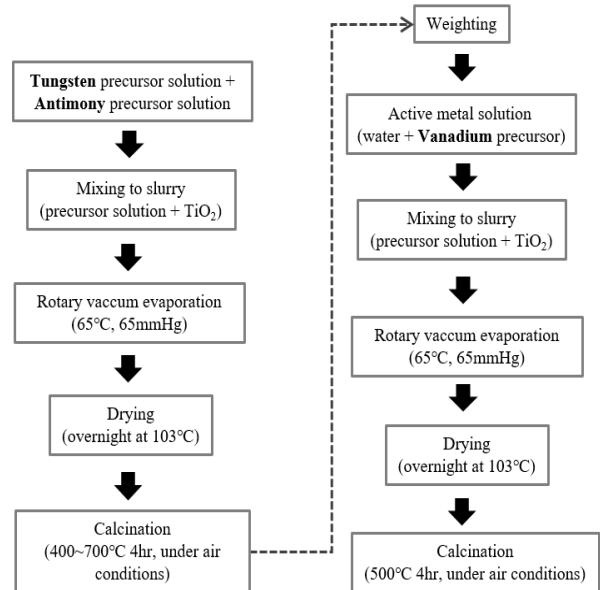 Tungsten precursor solution +
Antimony precursor solution
Mixing to slurry
(precursor solution + TiO₂)
Rotary vaccum evaporation
(65℃, 65mmHg)
Drying
(overnight at 103℃)
Calcination
(400~700℃ 4hr, under air
conditions)
Weighting
Active metal solution
(water + Vanadium precursor)
Mixing to slurry
(precursor solution + TiO₂)
Rotary vaccum evaporation
(65℃, 65mmHg)
Drying
(overnight at 103℃)
Calcination
(500℃ 4hr, under air conditions)